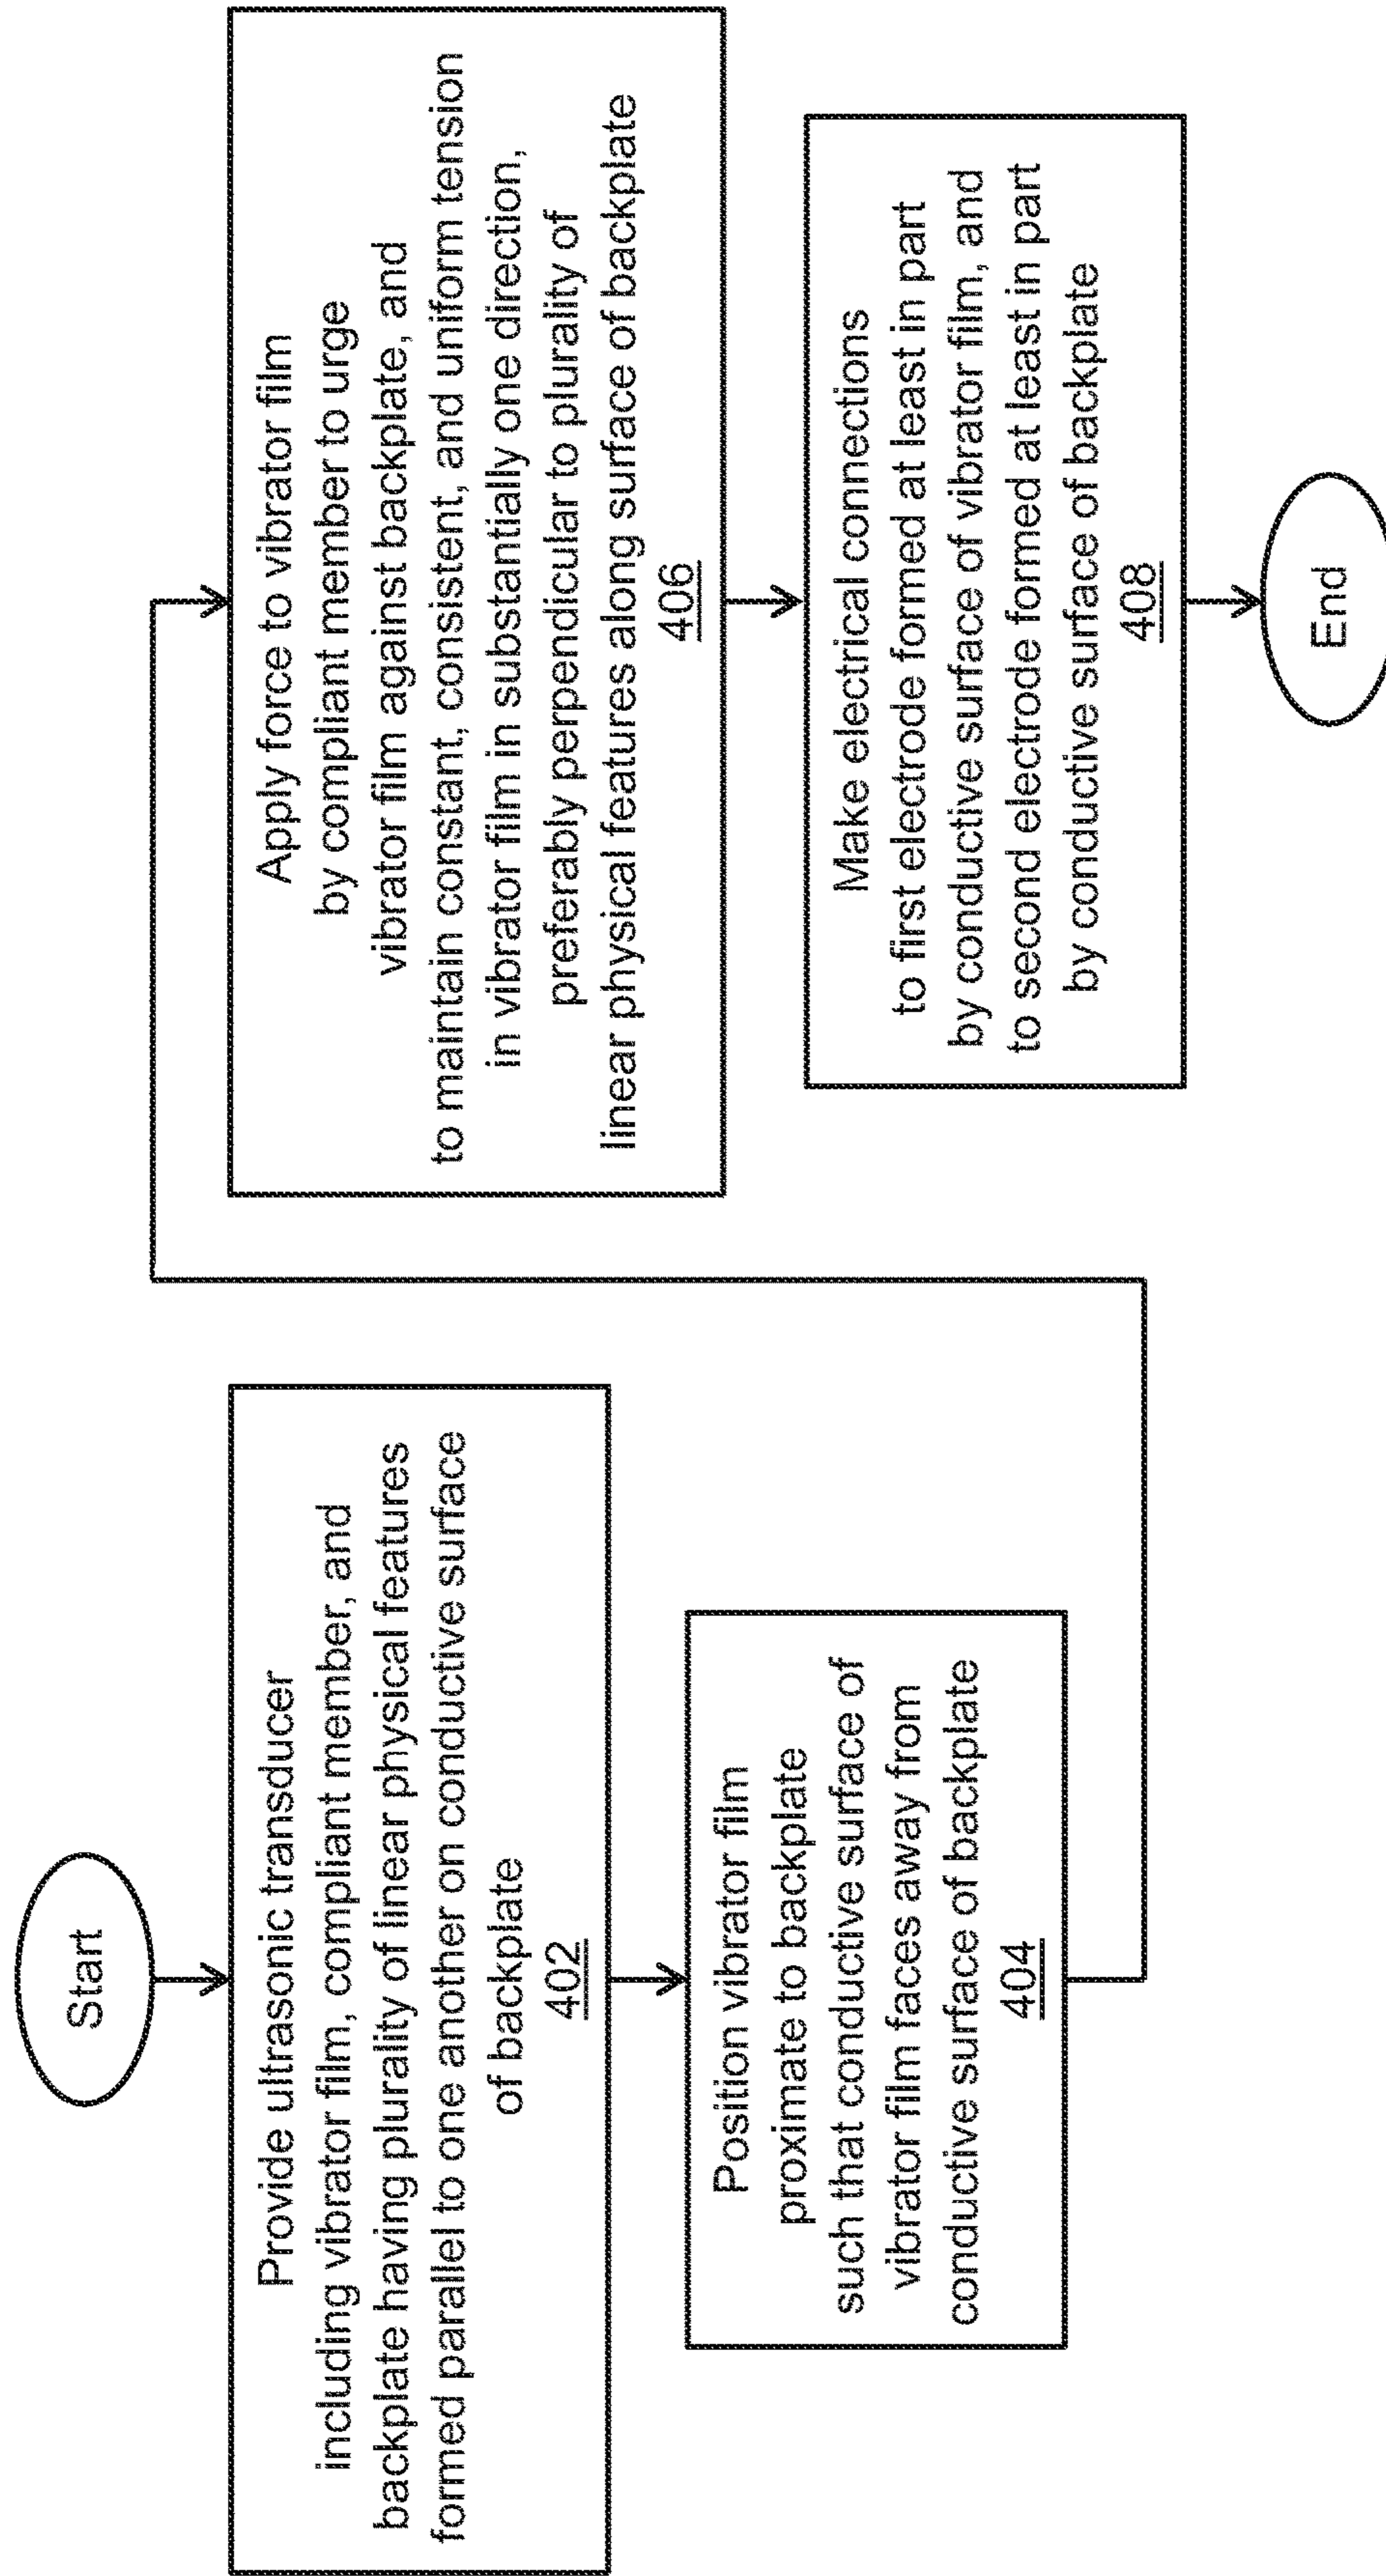 Start
Provide ultrasonic transducer
including vibrator film, compliant member, and
backplate having plurality of linear physical features
formed parallel to one another on conductive surface
of backplate
402
Position vibrator film
proximate to backplate
such that conductive surface of
vibrator film faces away from
conductive surface of backplate
404
Apply force to vibrator film
by compliant member to urge
vibrator film against backplate, and
to maintain constant, consistent, and uniform tension
in vibrator film in substantially one direction,
preferably perpendicular to plurality of
linear physical features along surface of backplate
406
Make electrical connections
to first electrode formed at least in part
by conductive surface of vibrator film, and
to second electrode formed at least in part
by conductive surface of backplate
408
End